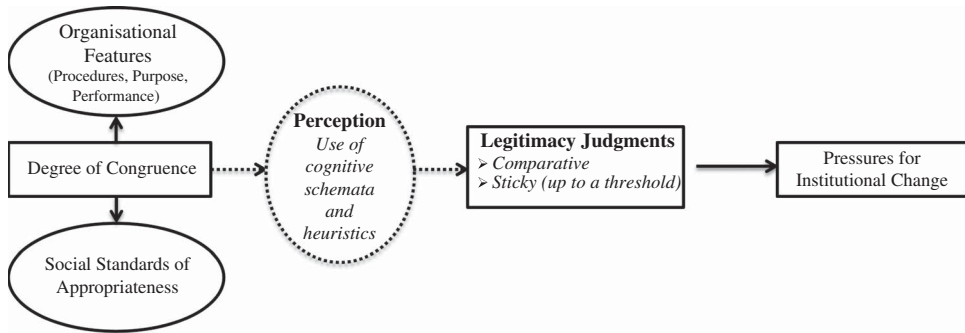 Organisational
Features
(Procedures, Purpose,
Performance)
Degree of Congruence
Social Standards of
Appropriateness
Perception
Use of
cognitive
schemata
and
heuristics
Legitimacy Judgments
➢ Comparative
➢ Sticky (up to a threshold)
Pressures for
Institutional Change